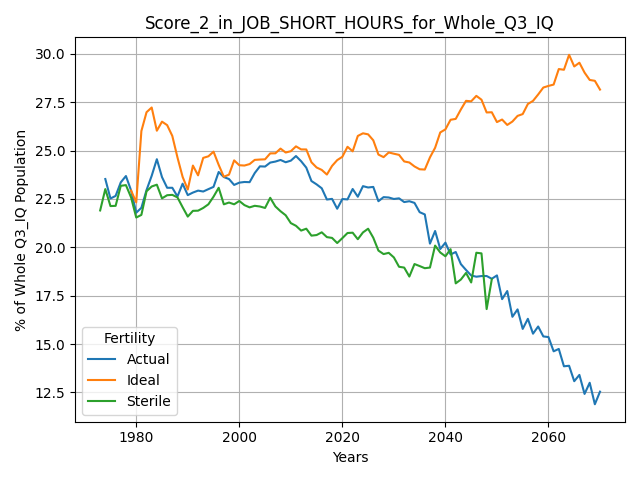 Score_2_in_JOB_SHORT_HOURS_for_Whole_Q3_IQ
% of Whole Q3_IQ Population
30.0
27.5
25.0
22.5
20.0
17.5
15.0
12.5
Fertility
Actual
Ideal
Sterile
1980 2000 2020 2040 2060
Years